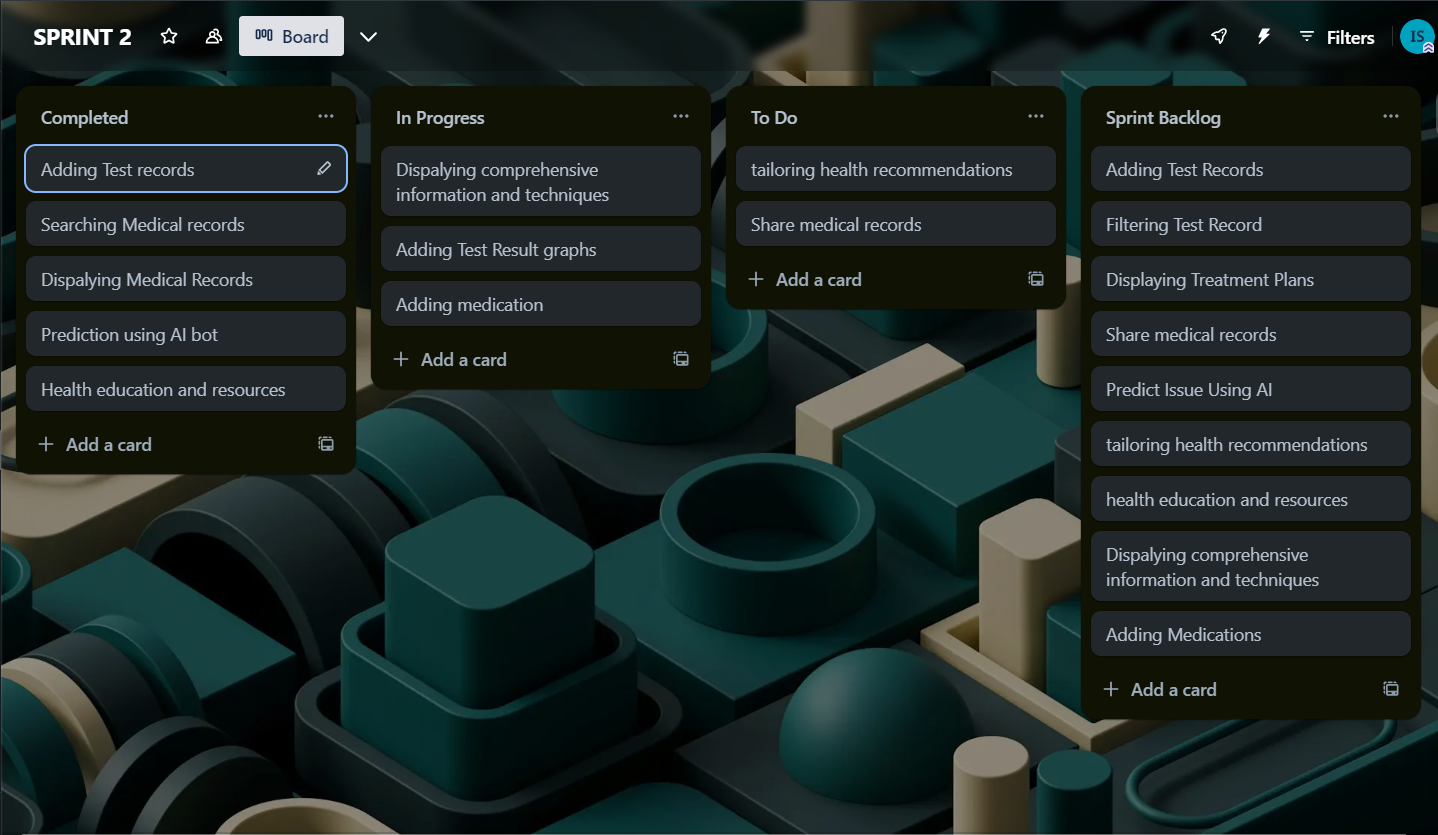 SPRINT 2
Board
Filters
IS
Completed
Adding Test records
Searching Medical records
Dispalying Medical Records
Prediction using AI bot
Health education and resources
Add a card
In Progress
Dispalying comprehensive
information and techniques
Adding Test Result graphs
Adding medication
Add a card
To Do
tailoring health recommendations
Share medical records
Add a card
Sprint Backlog
Adding Test Records
Filtering Test Record
Displaying Treatment Plans
Share medical records
Predict Issue Using AI
tailoring health recommendations
health education and resources
Dispalying comprehensive
information and techniques
Adding Medications
Add a card